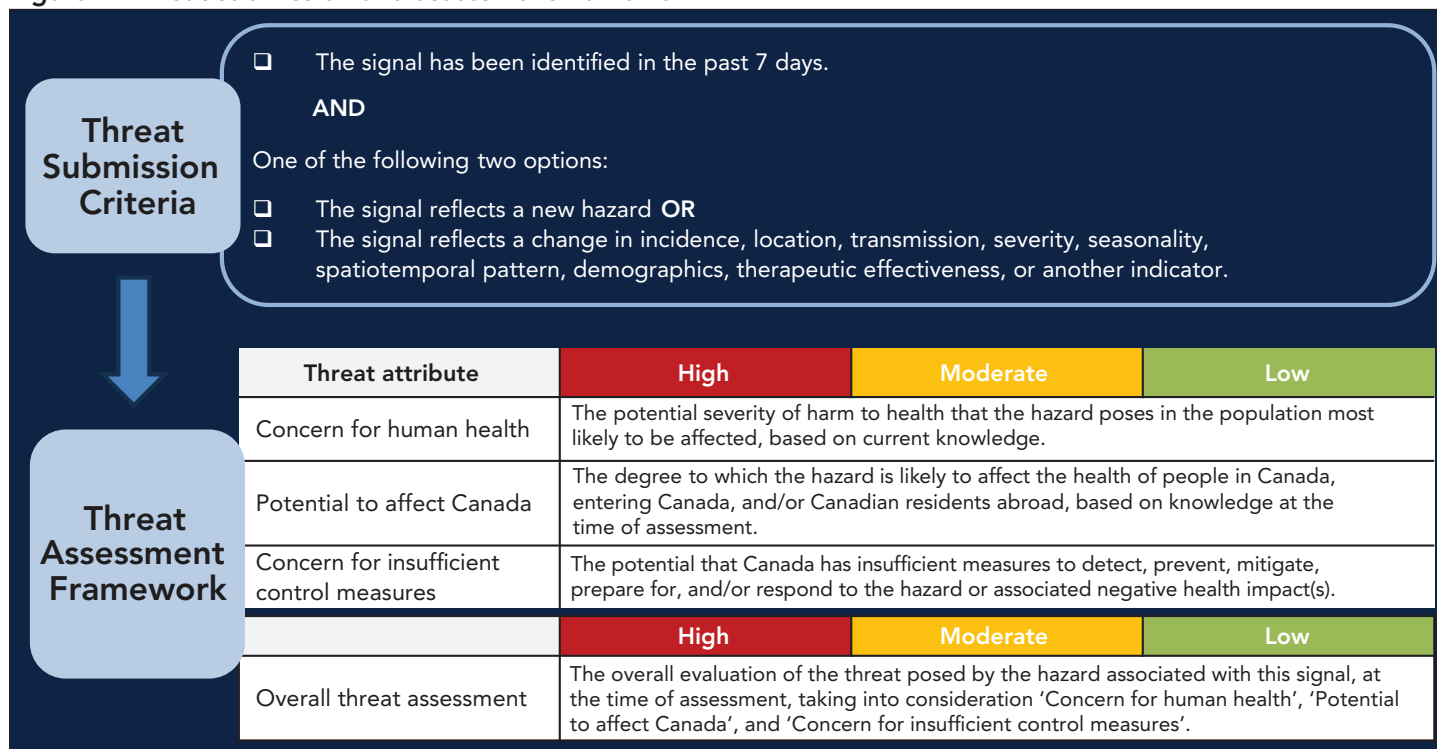 The signal has been identified in the past 7 days.
AND
Threat
Submission
Criteria
One of the following two options:
The signal reflects a new hazard OR
The signal reflects a change in incidence, location, transmission, severity, seasonality,
spatiotemporal pattern, demographics, therapeutic effectiveness, or another indicator.
Threat attribute High Moderate Low
Concern for human health
The potential severity of harm to health that the hazard poses in the population most
likely to be affected, based on current knowledge.
Potential to affect Canada
The degree to which the hazard is likely to affect the health of people in Canada,
entering Canada, and/or Canadian residents abroad, based on knowledge at the
time of assessment.
Threat
Assessment
Framework
Concern for insufficient
control measures
The potential that Canada has insufficient measures to detect, prevent, mitigate,
prepare for, and/or respond to the hazard or associated negative health impact(s).
High Moderate Low
Overall threat assessment
The overall evaluation of the threat posed by the hazard associated with this signal, at
the time of assessment, taking into consideration ‘Concern for human health’, ‘Potential
to affect Canada’, and ‘Concern for insufficient control measures’.